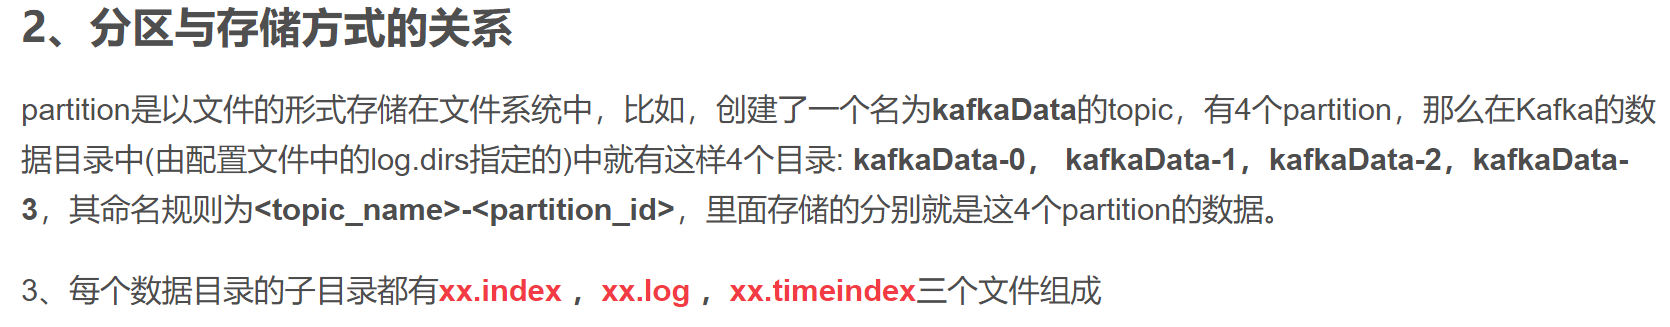 2、分区与存储方式的关系
partition是以文件的形式存储在文件系统中，比如，创建了一个名为kafkaData的topic，有4个partition，那么在Kafka的数
据目录中(由配置文件中的log.dirs指定的)中就有这样4个目录: kafkaData-0， kafkaData-1，kafkaData-2，kafkaData-
3，其命名规则为<topic_name>-<partition_id>，里面存储的分别就是这4个partition的数据。
3、每个数据目录的子目录都有xx.index ，xx.log ，xx.timeindex三个文件组成